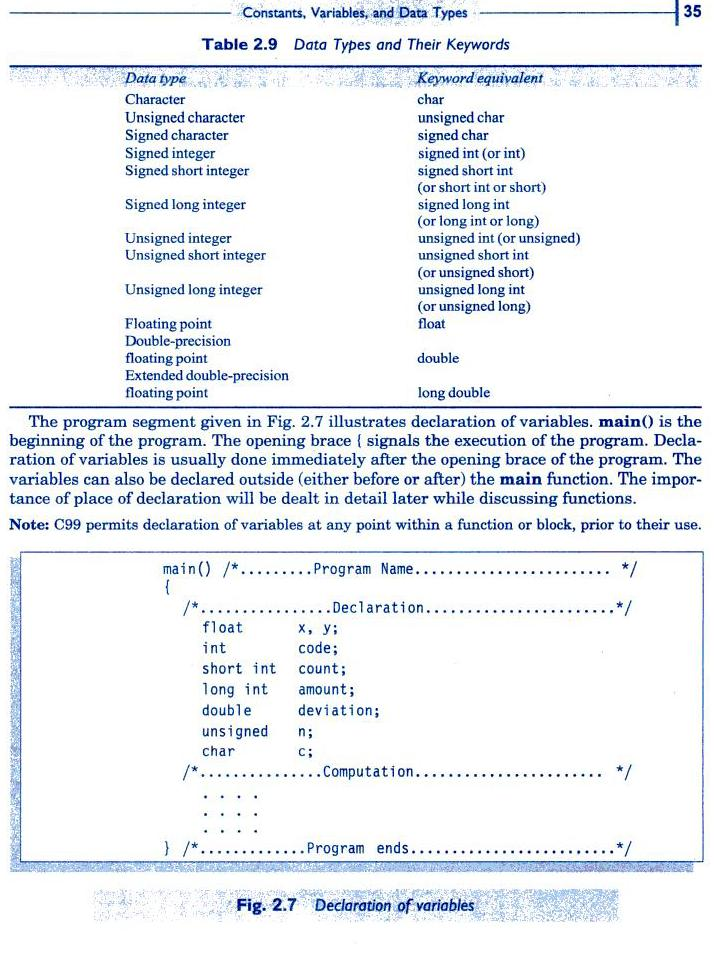 Constants, Variables, and Data Types 35
Table 2.9 Data Types and Their Keywords
Data type Keyword equivalent
Character char
Unsigned character unsigned char
Signed character signed char
Signed integer signed int (or int)
Signed short integer signed short int
(or short int or short)
Signed long integer signed long int
(or long int or long)
Unsigned integer unsigned int (or unsigned)
Unsigned short integer unsigned short int
(or unsigned short)
Unsigned long integer unsigned long int
(or unsigned long)
Floating point float
Double-precision
floating point double
Extended double-precision
floating point long double
The program segment given in Fig. 2.7 illustrates declaration of variables. main() is the
beginning of the program. The opening brace { signals the execution of the program. Decla-
ration of variables is usually done immediately after the opening brace of the program. The
variables can also be declared outside (either before or after) the main function. The impor-
tance of place of declaration will be dealt in detail later while discussing functions.
Note: C99 permits declaration of variables at any point within a function or block, prior to their use.
main() /*.........Program Name........................ */
{
/*................Declaration.......................*/
float x, y;
int code;
short int count;
long int amount;
double deviation;
unsigned n;
char c;
/*...............Computation....................... */
. . . .
. . . .
. . . .
} /*.............Program ends.........................*/
Fig. 2.7 Declaration of variables